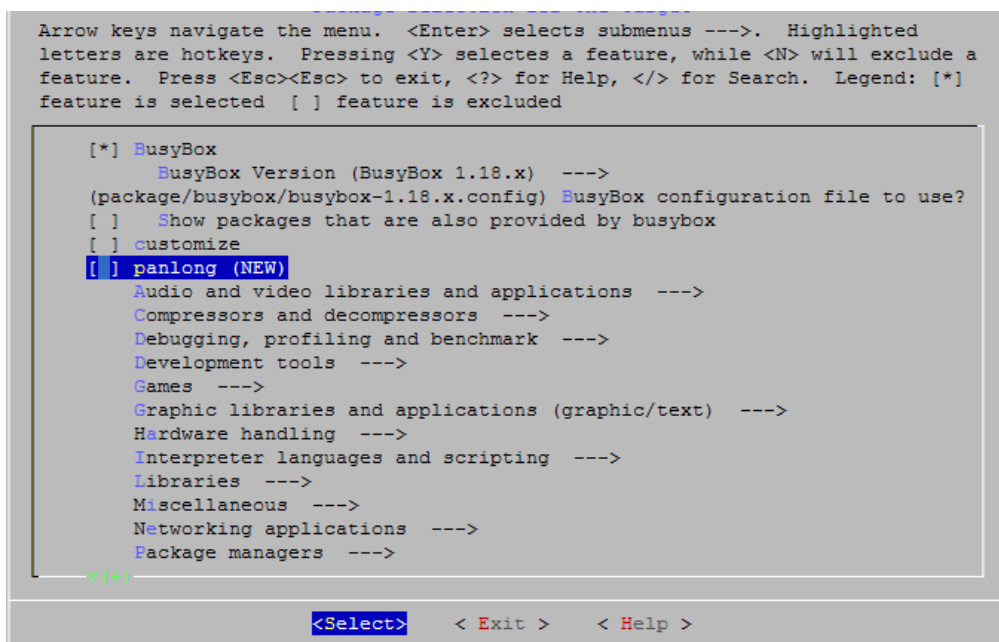 Package Selection for the target
Arrow keys navigate the menu.  <Enter> selects submenus --->.  Highlighted
letters are hotkeys.  Pressing <Y> selectes a feature, while <N> will exclude a
feature.  Press <Esc><Esc> to exit, <?> for Help, </> for Search.  Legend: [*]
feature is selected  [ ] feature is excluded
[*] BusyBox
BusyBox Version (BusyBox 1.18.x)  --->
(package/busybox/busybox-1.18.x.config) BusyBox configuration file to use?
[ ]   Show packages that are also provided by busybox
[ ] customize
[ ] panlong (NEW)
Audio and video libraries and applications  --->
Compressors and decompressors  --->
Debugging, profiling and benchmark  --->
Development tools  --->
Games  --->
Graphic libraries and applications (graphic/text)  --->
Hardware handling  --->
Interpreter languages and scripting  --->
Libraries  --->
Miscellaneous  --->
Networking applications  --->
Package managers  --->
v(+)
<Select>    < Exit >    < Help >